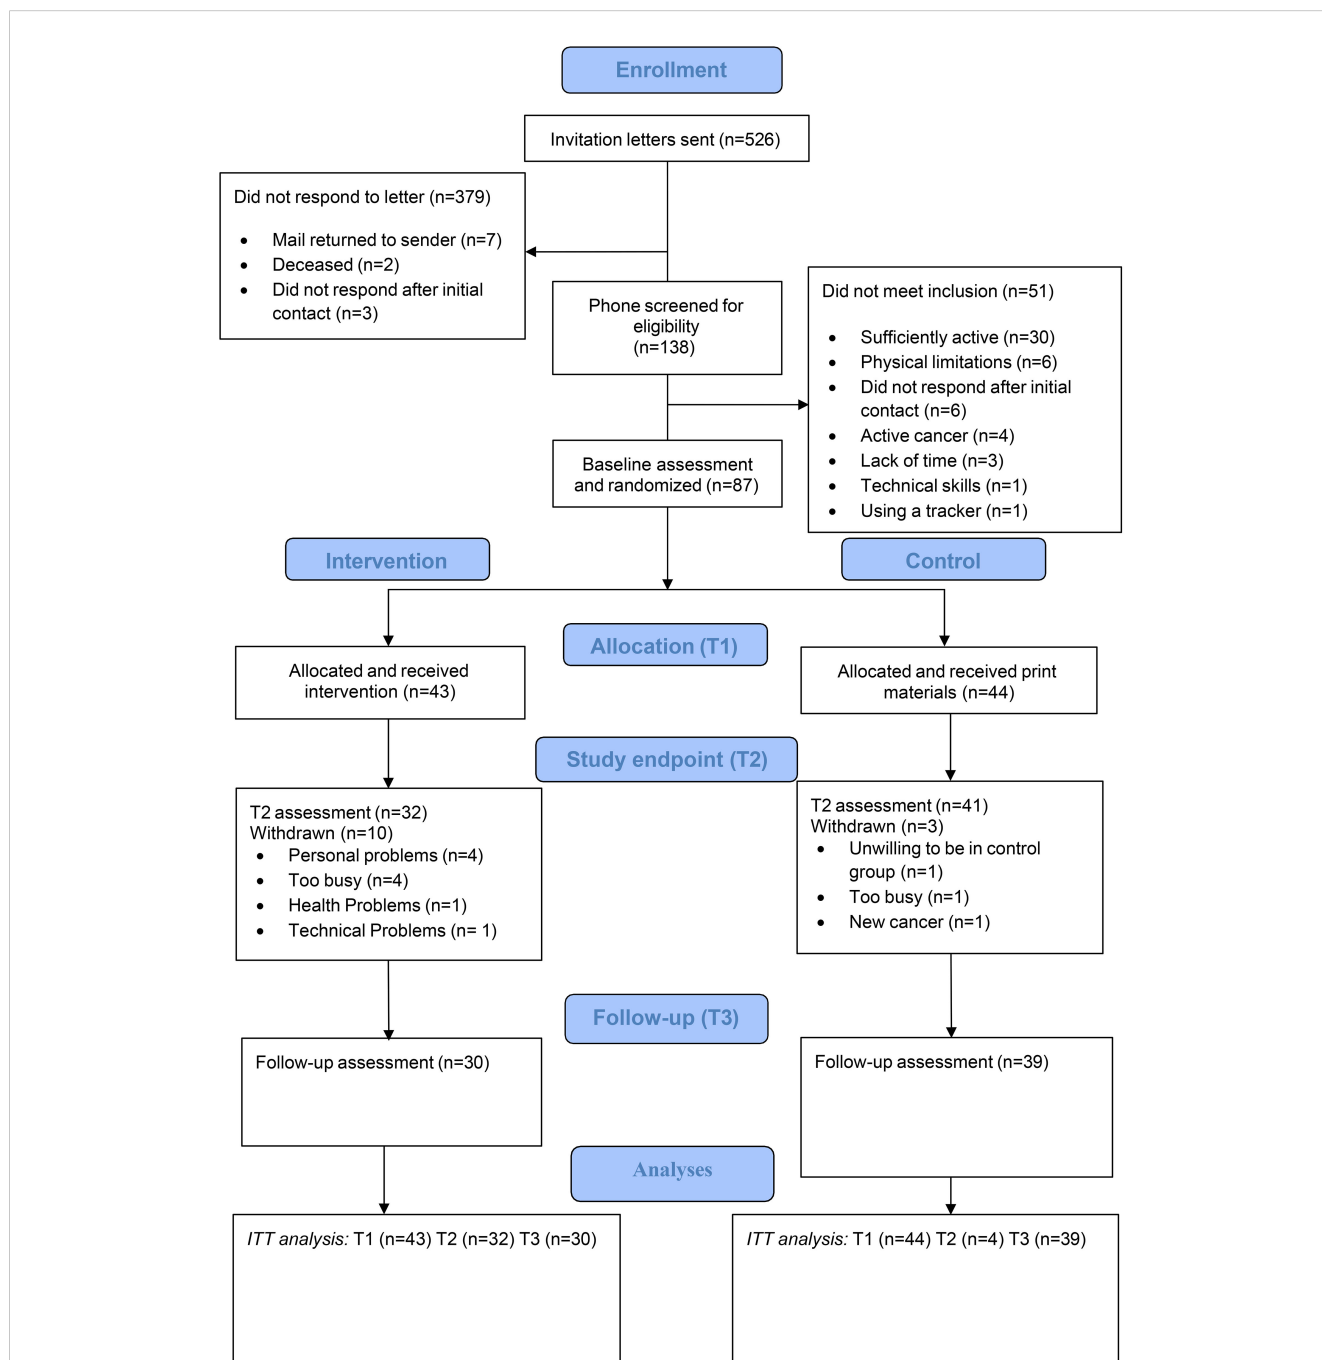 Enrollment
Invitation letters sent (n=526)
Did not respond to letter (n=379)
• Mail returned to sender (n=7)
• Deceased (n=2)
• Did not respond after initial
contact (n=3)
Phone screened for
eligibility
(n=138)
Did not meet inclusion (n=51)
• Sufficiently active (n=30)
• Physical limitations (n=6)
• Did not respond after initial
contact (n=6)
• Active cancer (n=4)
• Lack of time (n=3)
• Technical skills (n=1)
• Using a tracker (n=1)
Baseline assessment
and randomized (n=87)
Intervention
Control
Allocation (T1)
Allocated and received
intervention (n=43)
Allocated and received print
materials (n=44)
Study endpoint (T2)
T2 assessment (n=32)
Withdrawn (n=10)
• Personal problems (n=4)
• Too busy (n=4)
• Health Problems (n=1)
• Technical Problems (n= 1)
T2 assessment (n=41)
Withdrawn (n=3)
• Unwilling to be in control
group (n=1)
• Too busy (n=1)
• New cancer (n=1)
Follow-up (T3)
Follow-up assessment (n=30)
Follow-up assessment (n=39)
Analyses
ITT analysis: T1 (n=43) T2 (n=32) T3 (n=30)
ITT analysis: T1 (n=44) T2 (n=4) T3 (n=39)